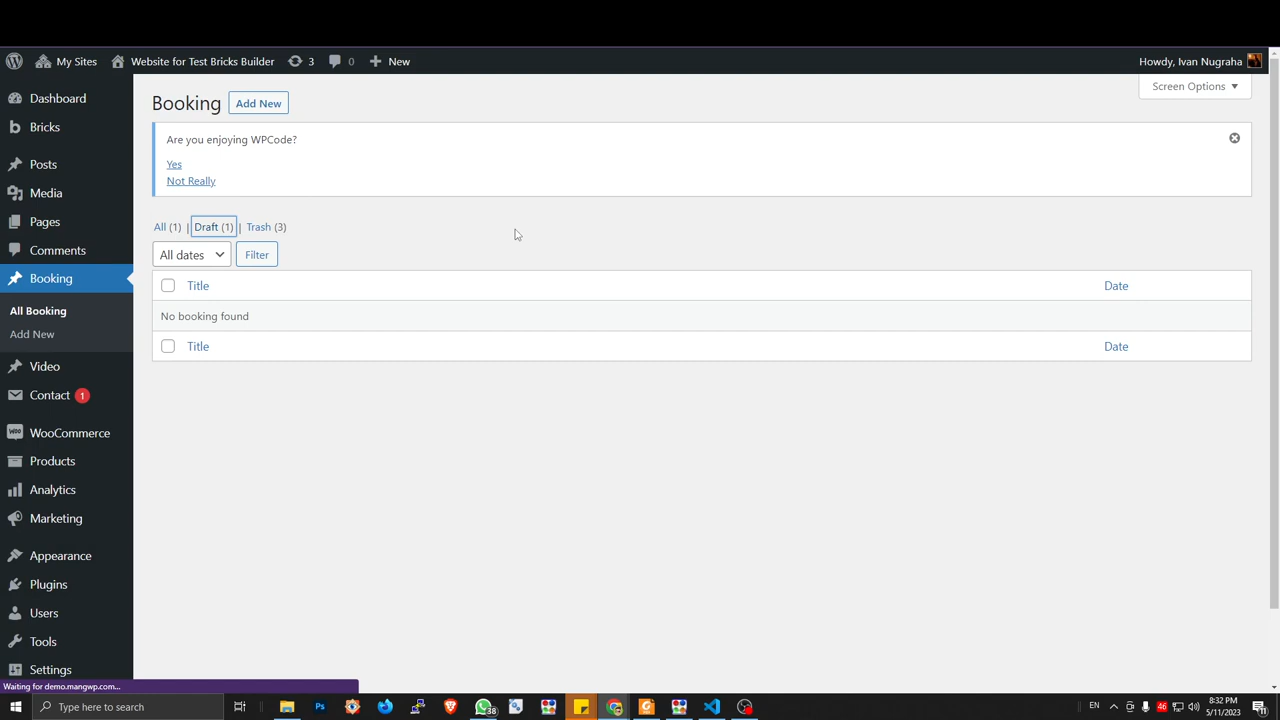 My Sites
Website for Test Bricks Builder
3
0
New
Howdy, Ivan Nugraha
Dashboard
Bricks
Posts
Media
Pages
Comments
Booking
All Booking
Add New
Video
Contact 1
WooCommerce
Products
Analytics
Marketing
Appearance
Plugins
Users
Tools
Settings
Screen Options
Booking Add New
Are you enjoying WPCode?
Yes
Not Really
All (1) | Draft (1) | Trash (3)
All dates Filter
Title Date
No booking found
Title Date
Waiting for demo.mangwp.com...
Type here to search
38
EN
46
8:32 PM
5/11/2023